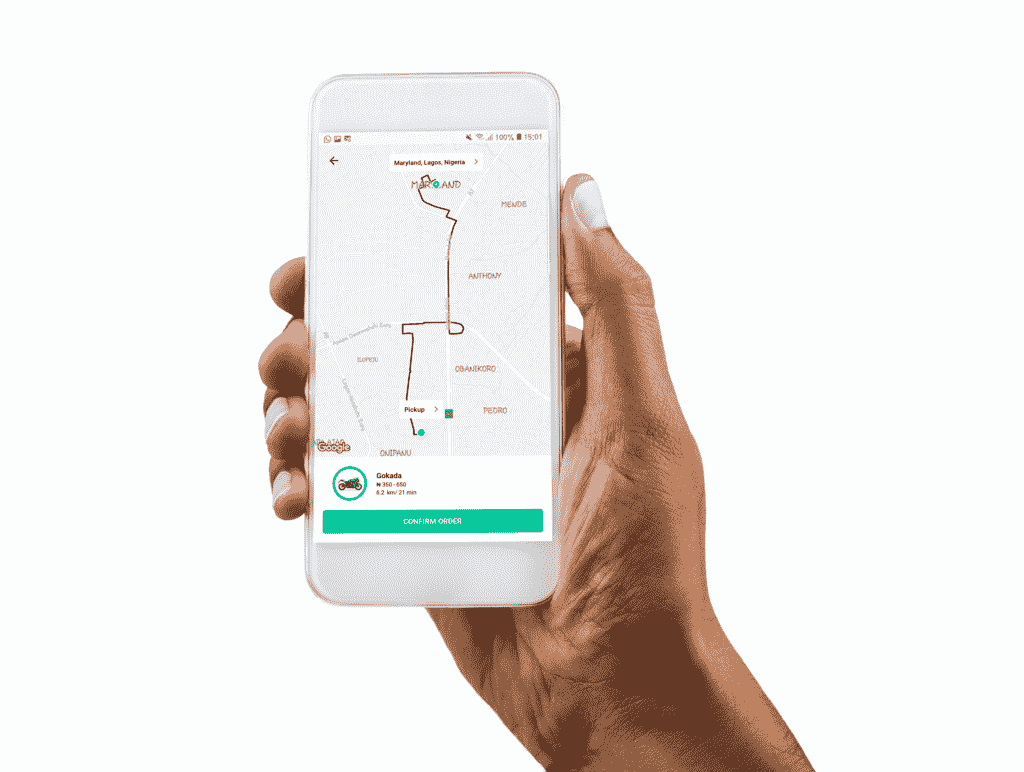 100% 15:01
Maryland, Lagos, Nigeria
MARYLAND
MENDE
ANTHONY
ILUPEJU
OBANIKORO
Pickup
PEDRO
Google
ONIPANU
Gokada
₦ 350 - 650
6.2 km/ 21 min
CONFIRM ORDER